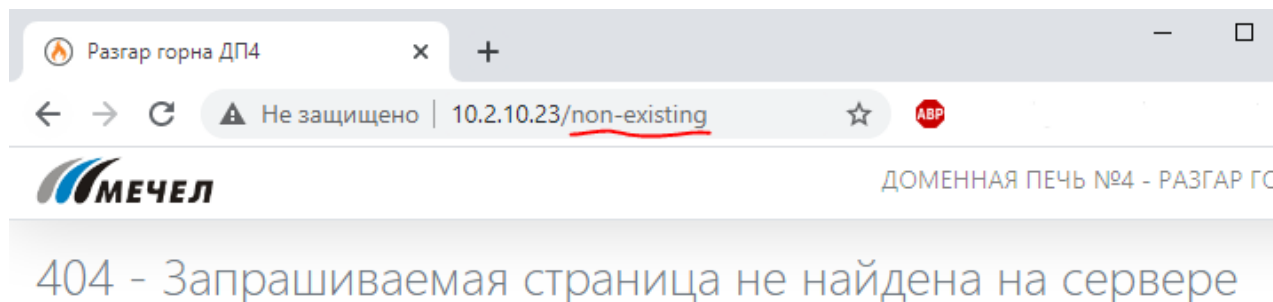 Разгар горна ДП4
Не защищено | 10.2.10.23/non-existing
ABP
МЕЧЕЛ
ДОМЕННАЯ ПЕЧЬ №4 - РАЗГАР
404 - Запрашиваемая страница не найдена на сервере